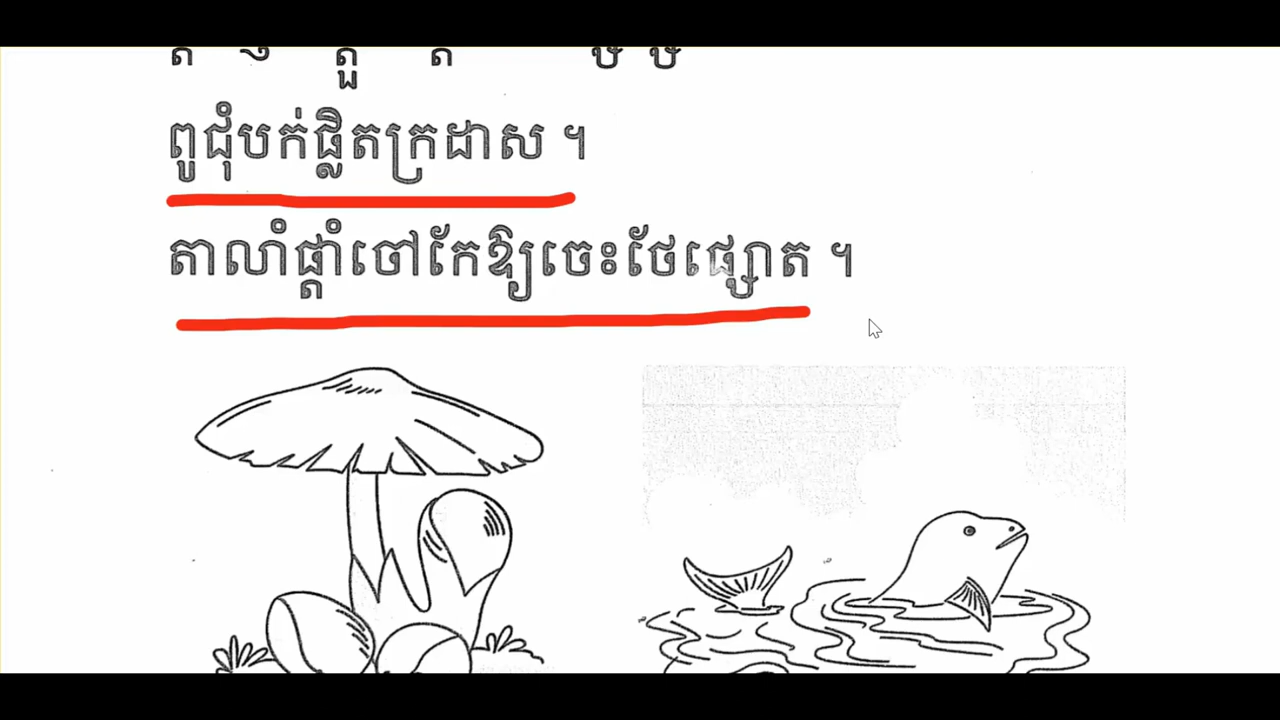 ពូជុំបក់ផ្លិតក្រដាស ។
តាលាំផ្ដាំចៅកែឱ្យចេះថែផ្សោត ។